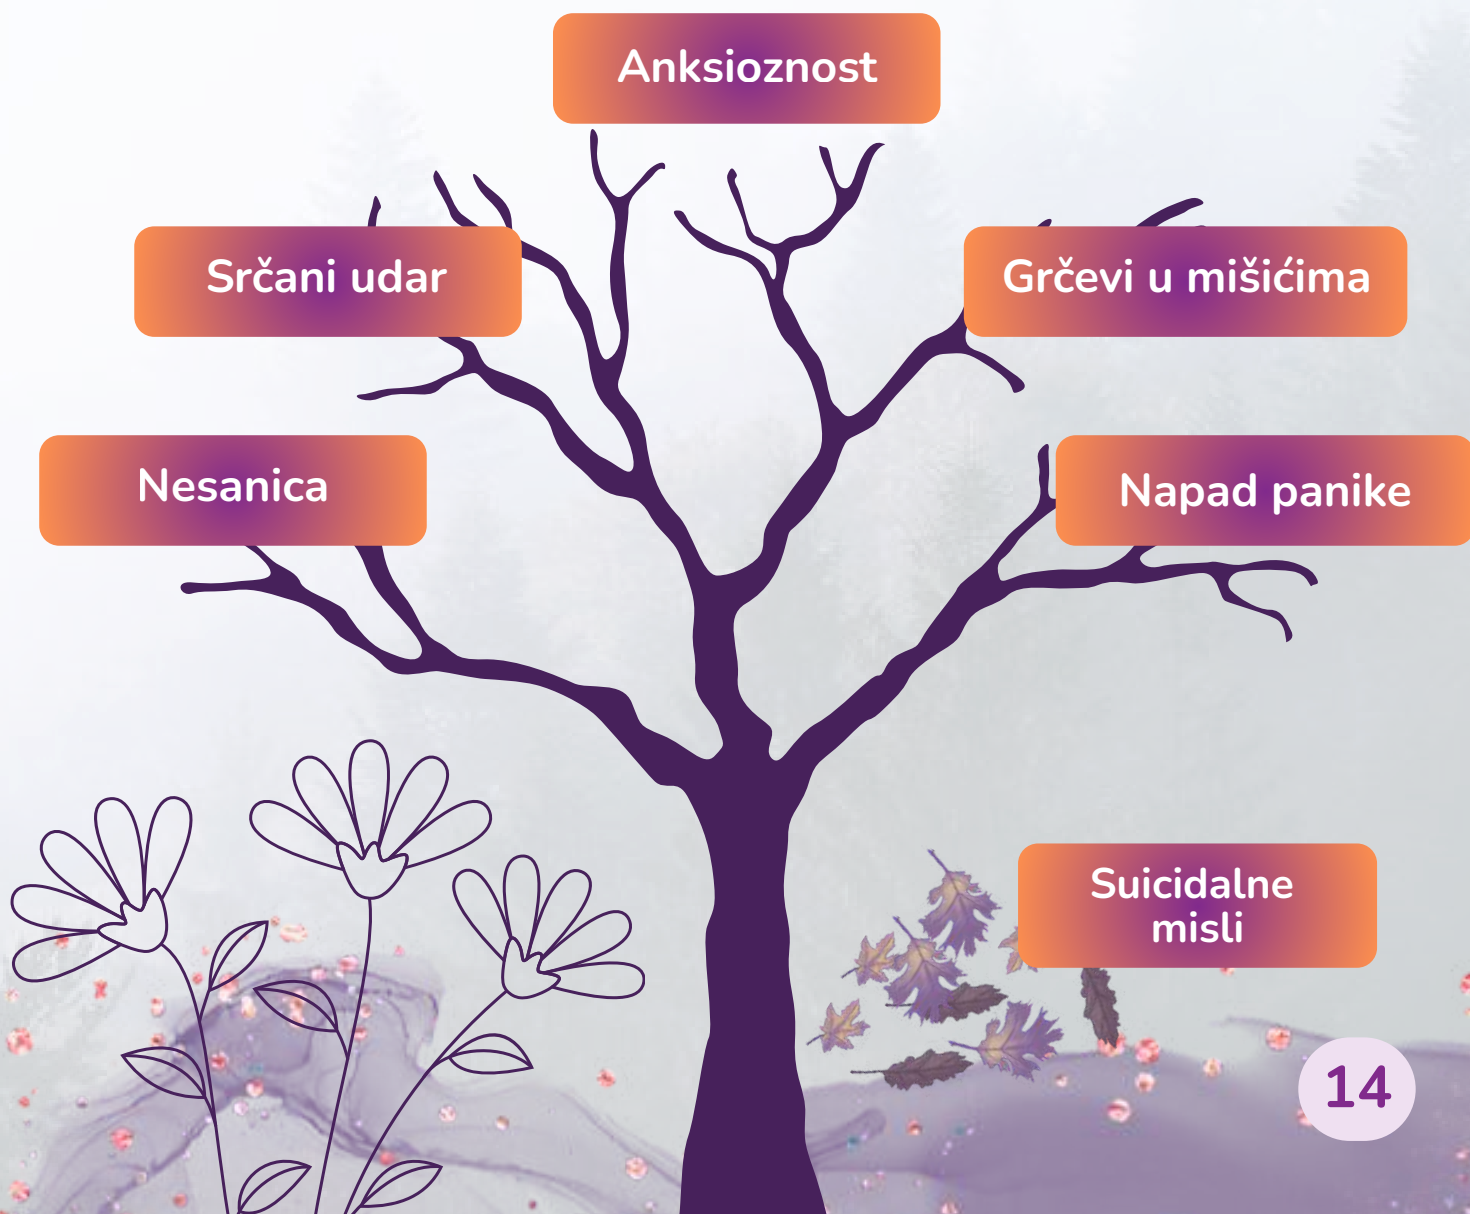 Anksioznost
Srčani udar
Grčevi u mišićima
Nesanica
Napad panike
Suicidalne
misli
14